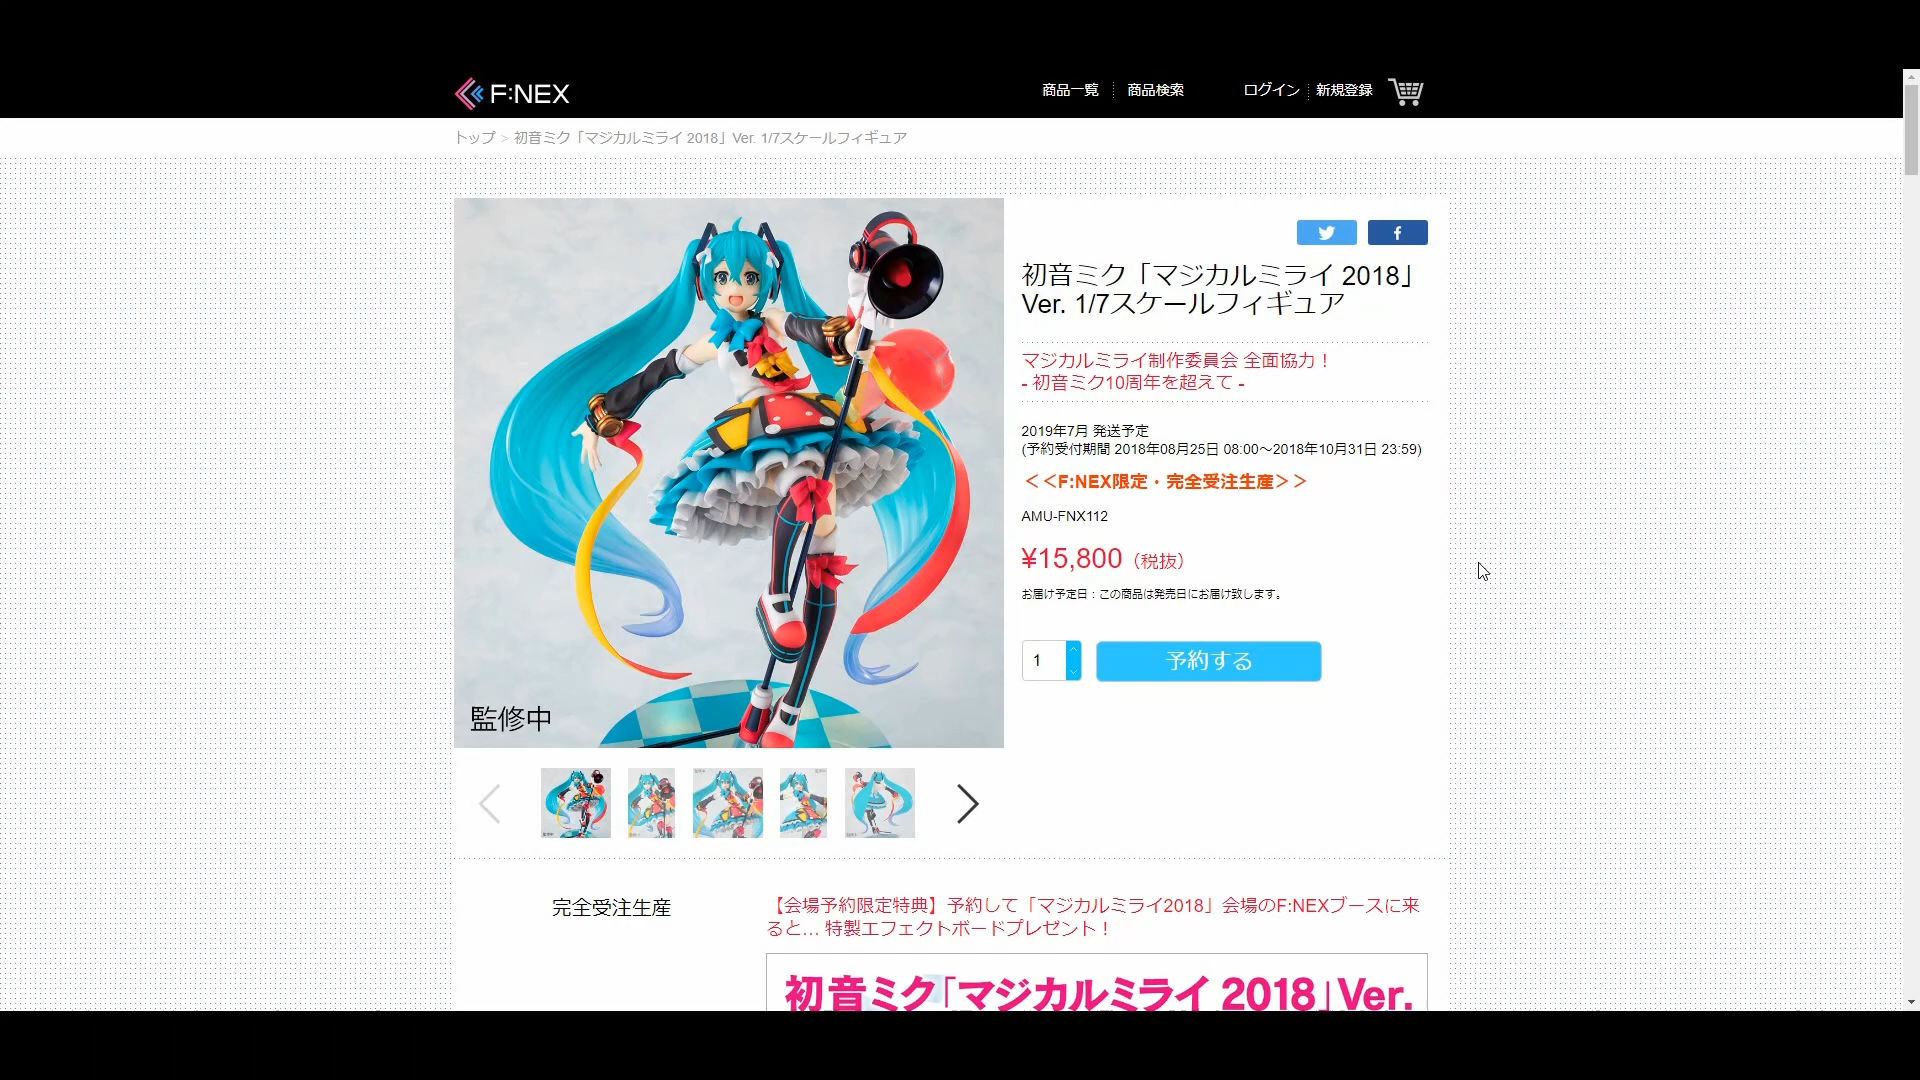 F:NEX
商品一覧
商品検索
ログイン
新規登録
トップ > 初音ミク「マジカルミライ 2018」Ver. 1/7スケールフィギュア
監修中
初音ミク「マジカルミライ 2018」
Ver. 1/7スケールフィギュア
マジカルミライ制作委員会 全面協力！
- 初音ミク10周年を超えて -
2019年7月 発送予定
(予約受付期間 2018年08月25日 08:00～2018年10月31日 23:59)
＜＜F:NEX限定・完全受注生産＞＞
AMU-FNX112
¥15,800（税抜）
お届け予定日：この商品は発売日にお届け致します。
1
予約する
完全受注生産
【会場予約限定特典】予約して「マジカルミライ2018」会場のF:NEXブースに来
ると… 特製エフェクトボードプレゼント！
初音ミク「マジカルミライ 2018」Ver.